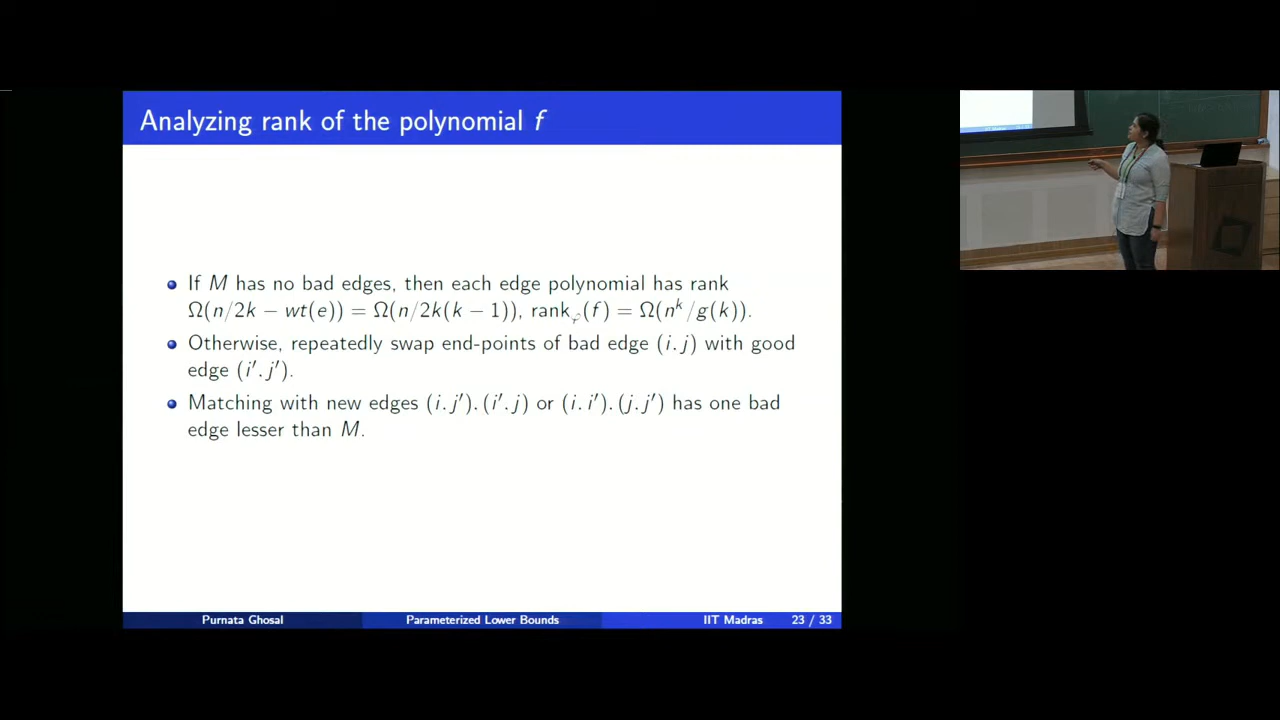 Analyzing rank of the polynomial f
If M has no bad edges, then each edge polynomial has rank
Ω(n/2k − wt(e)) = Ω(n/2k(k − 1)), rank_φ(f) = Ω(n^k/g(k)).
Otherwise, repeatedly swap end-points of bad edge (i. j) with good
edge (i′. j′).
Matching with new edges (i. j′). (i′. j) or (i. i′). (j. j′) has one bad
edge lesser than M.
Purnata Ghosal Parameterized Lower Bounds IIT Madras 23 / 33